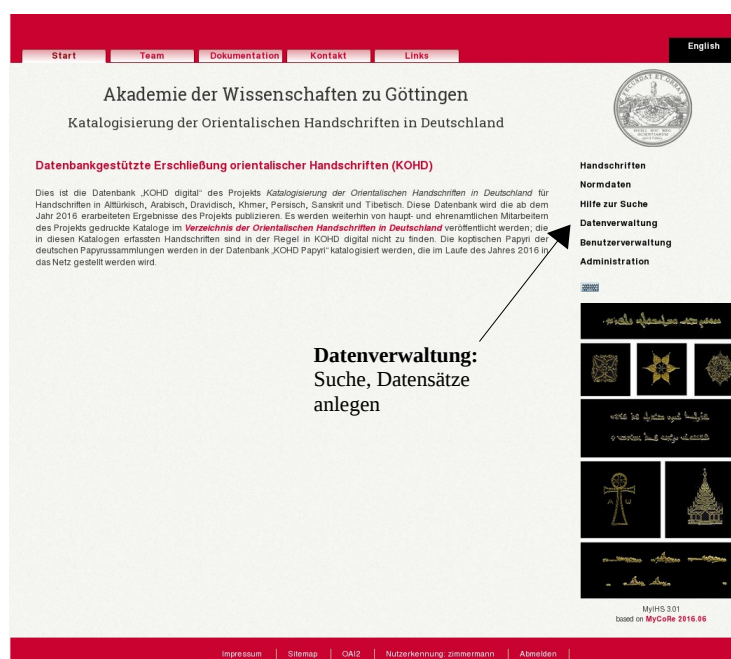 English
Start Team Dokumentation Kontakt Links
Akademie der Wissenschaften zu Göttingen
Katalogisierung der Orientalischen Handschriften in Deutschland
Datenbankgestützte Erschließung orientalischer Handschriften (KOHD)
Dies ist die Datenbank „KOHD digital“ des Projekts Katalogisierung der Orientalischen Handschriften in Deutschland für
Handschriften in Alttürkisch, Arabisch, Dravidisch, Khmer, Persisch, Sanskrit und Tibetisch. Diese Datenbank wird die ab dem
Jahr 2016 erarbeiteten Ergebnisse des Projekts publizieren. Es werden weiterhin von haupt- und ehrenamtlichen Mitarbeitern
des Projekts gedruckte Kataloge im Verzeichnis der Orientalischen Handschriften in Deutschland veröffentlicht werden; die
in diesen Katalogen erfassten Handschriften sind in der Regel in KOHD digital nicht zu finden. Die koptischen Papyri der
deutschen Papyrussammlungen werden in der Datenbank „KOHD Papyri“ katalogisiert werden, die im Laufe des Jahres 2016 in
das Netz gestellt werden wird.
Handschriften
Normdaten
Hilfe zur Suche
Datenverwaltung
Benutzerverwaltung
Administration
Datenverwaltung:
Suche, Datensätze
anlegen
MyIHS 3.01
based on MyCoRe 2016.06
Impressum | Sitemap | OAI2 | Nutzerkennung: zimmermann | Abmelden |